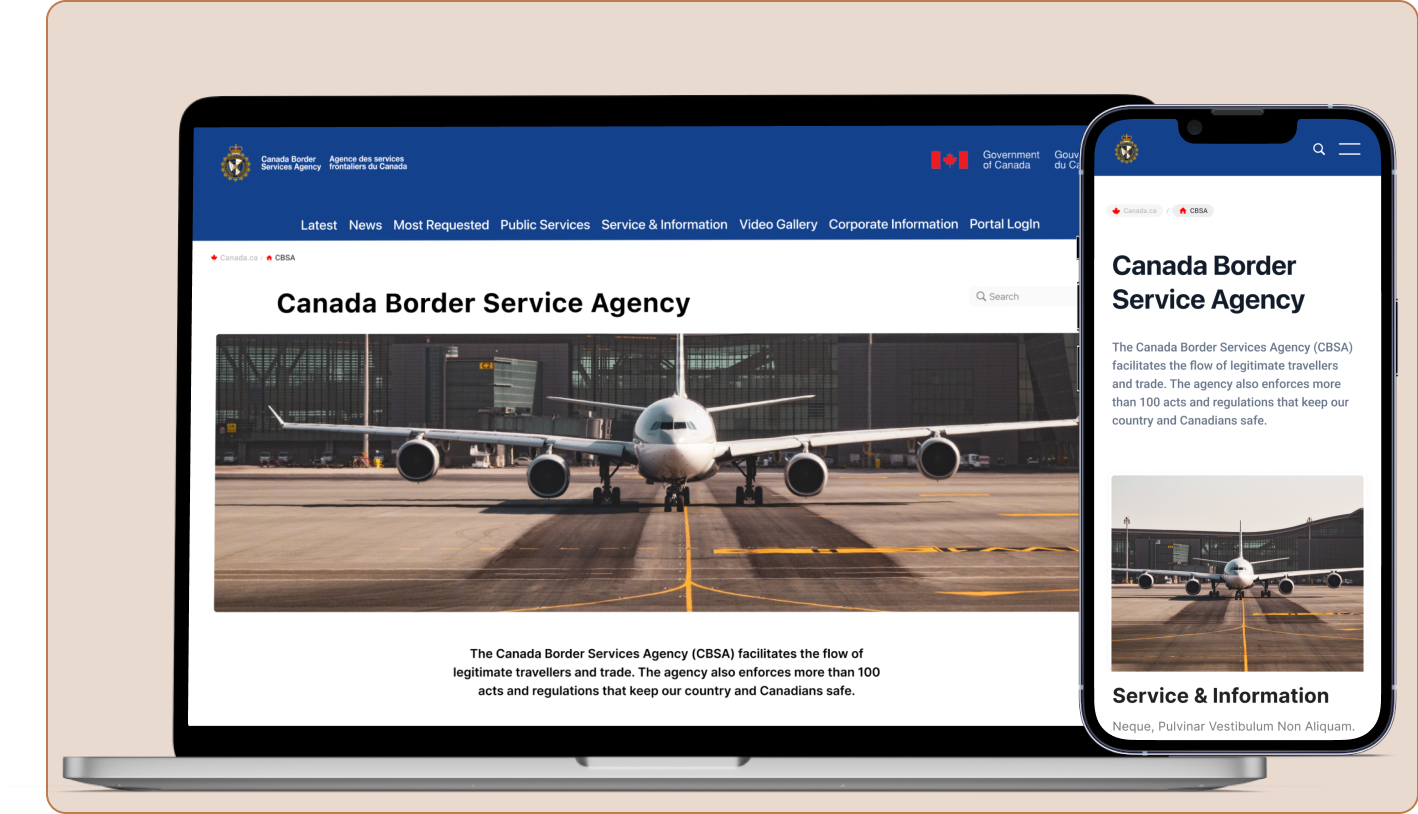 Canada Border Agence des services
Services Agency frontaliers du Canada
Government
of Canada
Latest News Most Requested Public Services Service & Information Video Gallery Corporate Information Portal LogIn
Canada.ca / CBSA
Canada Border Service Agency
Search
C2
The Canada Border Services Agency (CBSA) facilitates the flow of
legitimate travellers and trade. The agency also enforces more than 100
acts and regulations that keep our country and Canadians safe.
Canada.ca / CBSA
Canada Border
Service Agency
The Canada Border Services Agency (CBSA)
facilitates the flow of legitimate travellers
and trade. The agency also enforces more
than 100 acts and regulations that keep our
country and Canadians safe.
Service & Information
Neque, Pulvinar Vestibulum Non Aliquam.